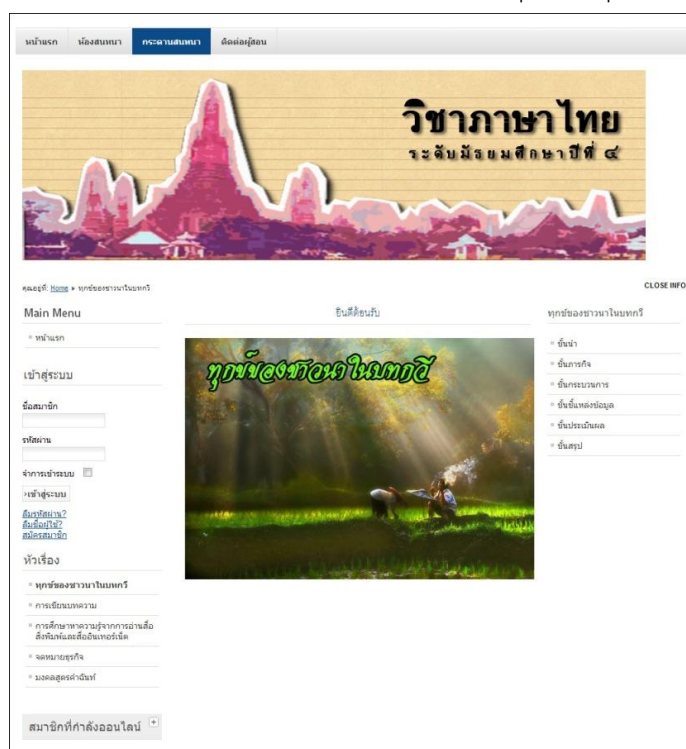 หน้าแรก ห้องสนทนา กระดานสนทนา ติดต่อผู้สอน
วิชาภาษาไทย
ระดับมัธยมศึกษาปีที่ ๔
คุณอยู่ที่: Home ▸ ทุกข์ของชาวนาในบทกวี
CLOSE INFO
Main Menu
หน้าแรก
เข้าสู่ระบบ
ชื่อสมาชิก
รหัสผ่าน
จำการเข้าระบบ
เข้าสู่ระบบ
ลืมรหัสผ่าน?
ลืมชื่อผู้ใช้?
สมัครสมาชิก
หัวเรื่อง
ทุกข์ของชาวนาในบทกวี
การเขียนบทความ
การศึกษาหาความรู้จากการอ่านสื่อ
สิ่งพิมพ์และสื่ออินเทอร์เน็ต
จดหมายธุรกิจ
มงคลสูตรคำฉันท์
สมาชิกที่กำลังออนไลน์
ยินดีต้อนรับ
ทุกข์ของชาวนาในบทกวี
ทุกข์ของชาวนาในบทกวี
ขั้นนำ
ขั้นภารกิจ
ขั้นกระบวนการ
ขั้นชี้แหล่งข้อมูล
ขั้นประเมินผล
ขั้นสรุป